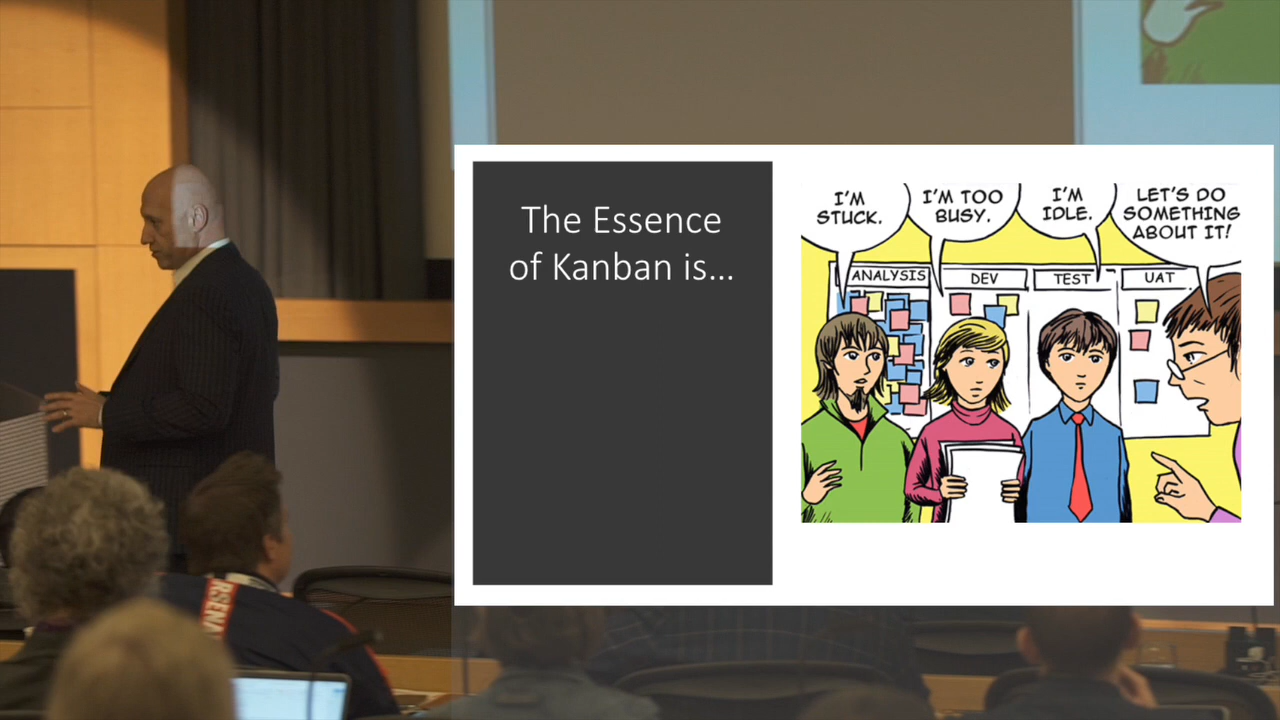 The Essence
of Kanban is...
I'M
STUCK.
I'M TOO
BUSY.
I'M
IDLE.
LET'S DO
SOMETHING
ABOUT IT!
ANALYSIS
DEV
TEST
UAT